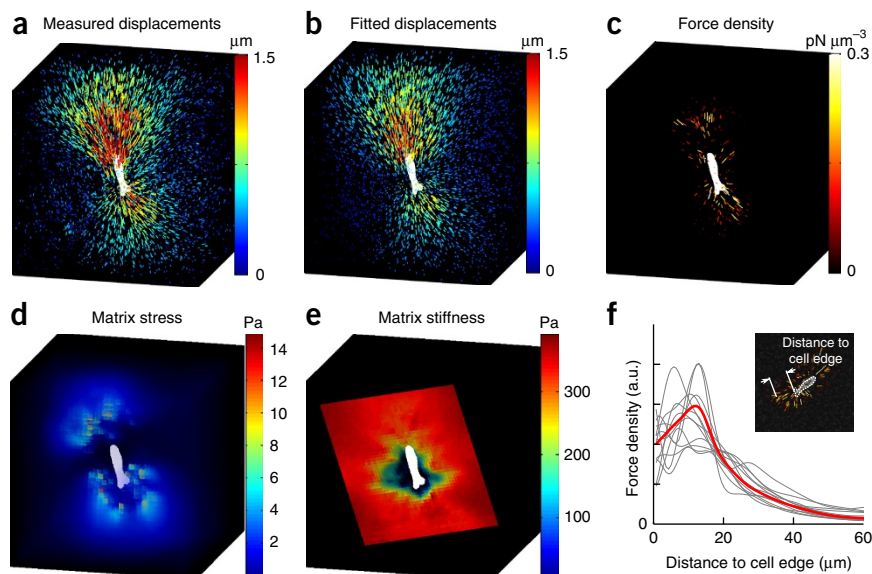 a Measured displacements
μm
1.5
0
b Fitted displacements
μm
1.5
0
c Force density
pN μm⁻³
0.3
0
d Matrix stress
Pa
14
12
10
8
6
4
2
e Matrix stiffness
Pa
300
200
100
f
Distance to
cell edge
Force density (a.u.)
0 20 40 60
Distance to cell edge (μm)